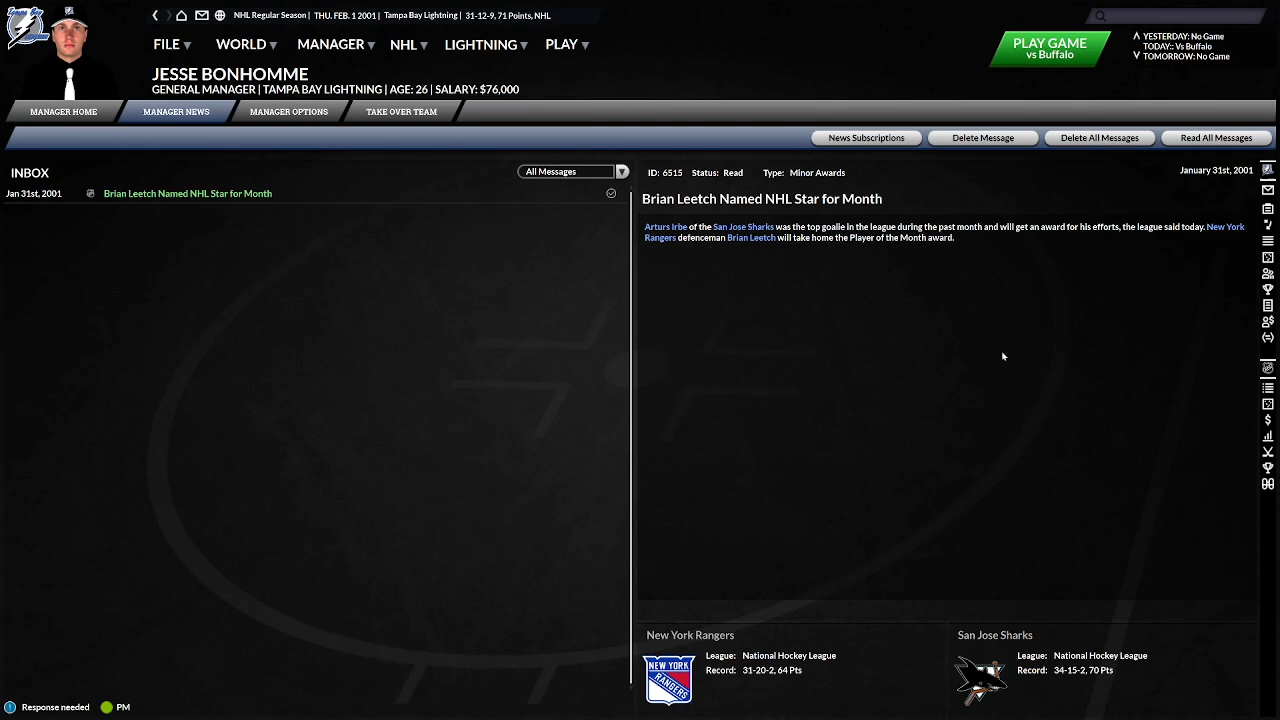 NHL Regular Season | THU. FEB. 1 2001 | Tampa Bay Lightning | 31-12-9, 71 Points, NHL
FILE WORLD MANAGER NHL LIGHTNING PLAY
PLAY GAME
vs Buffalo
YESTERDAY: No Game
TODAY:: Vs Buffalo
TOMORROW: No Game
JESSE BONHOMME
GENERAL MANAGER | TAMPA BAY LIGHTNING | AGE: 26 | SALARY: $76,000
MANAGER HOME MANAGER NEWS MANAGER OPTIONS TAKE OVER TEAM
News Subscriptions Delete Message Delete All Messages Read All Messages
INBOX All Messages
Jan 31st, 2001 Brian Leetch Named NHL Star for Month
ID: 6515 Status: Read Type: Minor Awards January 31st, 2001
Brian Leetch Named NHL Star for Month
Arturs Irbe of the San Jose Sharks was the top goalie in the league during the past month and will get an award for his efforts, the league said today. New York
Rangers defenceman Brian Leetch will take home the Player of the Month award.
New York Rangers
League: National Hockey League
Record: 31-20-2, 64 Pts
NEW YORK
RANGERS
San Jose Sharks
League: National Hockey League
Record: 34-15-2, 70 Pts
Response needed PM